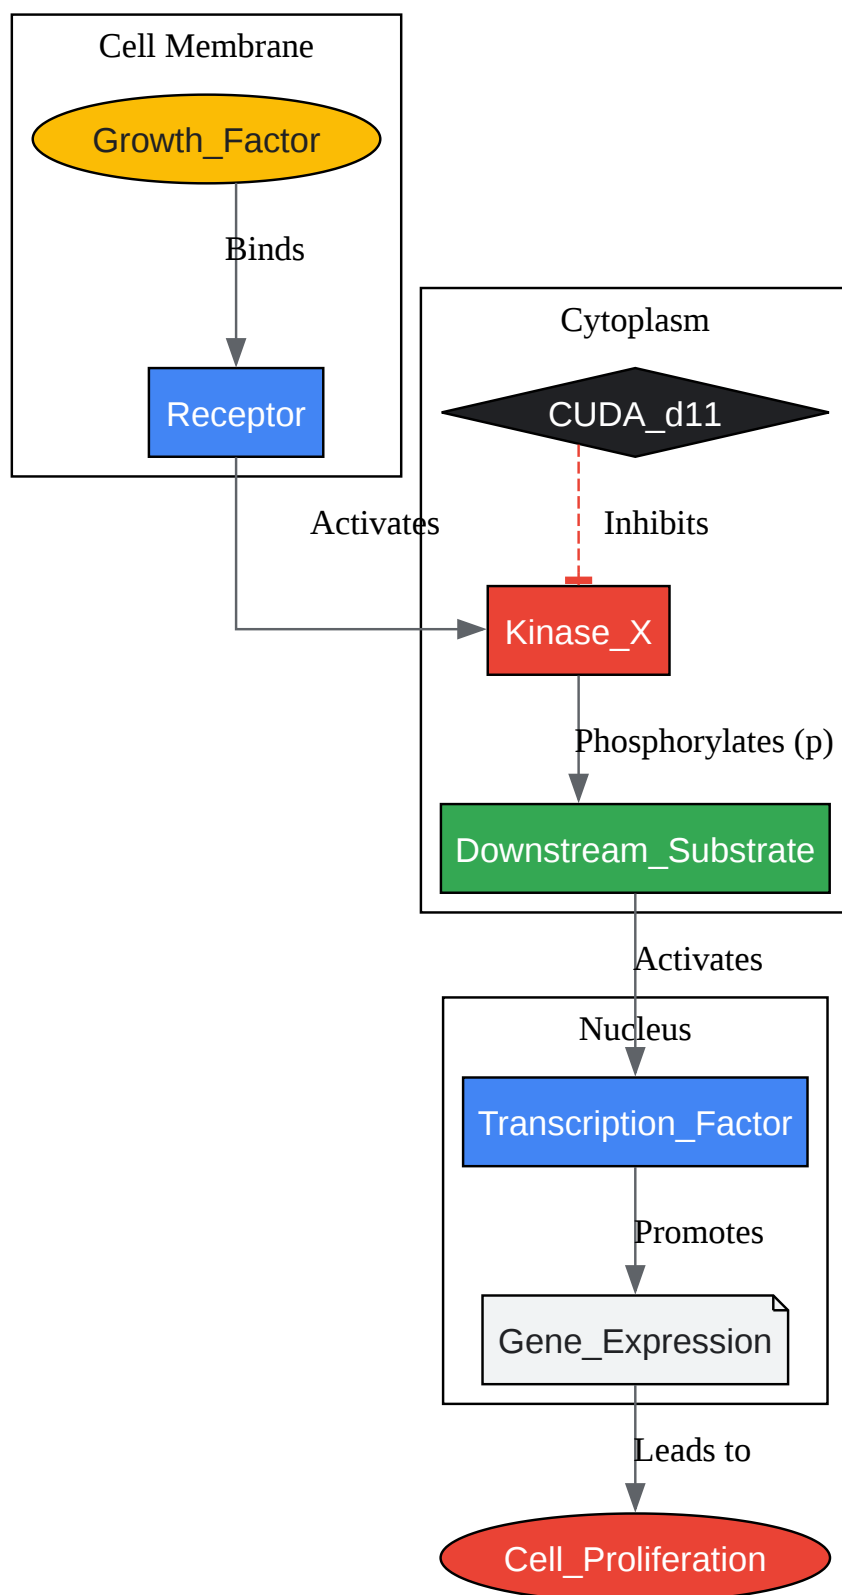 Cell Membrane
Growth_Factor
Binds
Receptor
Cytoplasm
CUDA_d11
Activates
Inhibits
Kinase_X
Phosphorylates (p)
Downstream_Substrate
Activates
Nucleus
Transcription_Factor
Promotes
Gene_Expression
Leads to
Cell_Proliferation